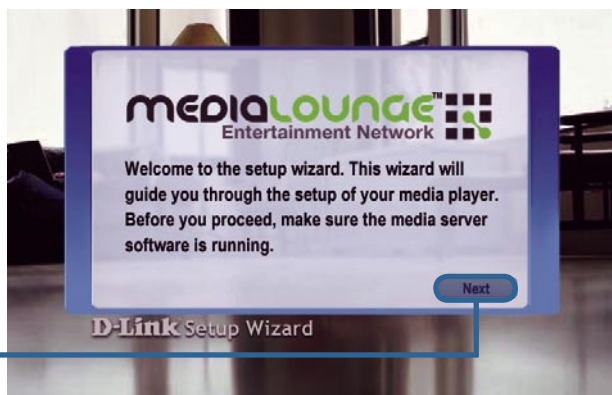 MEDIALOUNGE™
Entertainment Network
Welcome to the setup wizard. This wizard will
guide you through the setup of your media player.
Before you proceed, make sure the media server
software is running.
Next
D-Link Setup Wizard